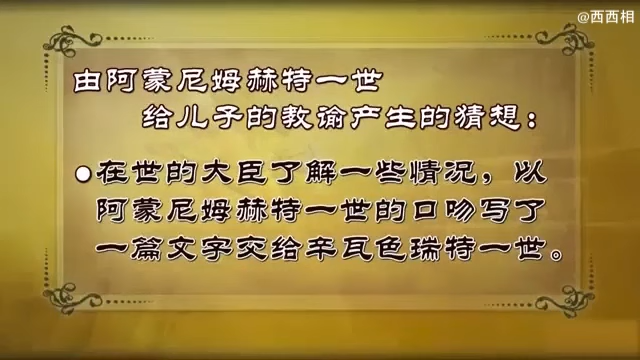 @西西相
由阿蒙尼姆赫特一世
给儿子的教谕产生的猜想：
●在世的大臣了解一些情况，以
阿蒙尼姆赫特一世的口吻写了
一篇文字交给辛瓦色瑞特一世。